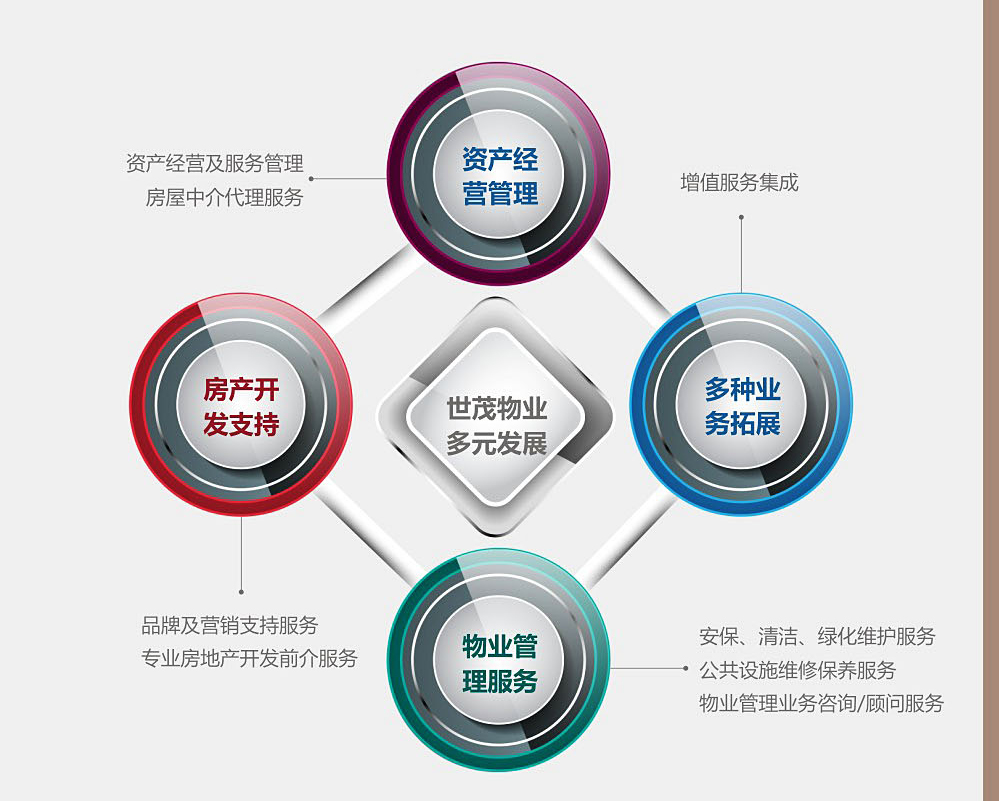 资产经
营管理
资产经营及服务管理
房屋中介代理服务
增值服务集成
房产开
发支持
世茂物业
多元发展
多种业
务拓展
品牌及营销支持服务
专业房地产开发前介服务
物业管
理服务
安保、清洁、绿化维护服务
公共设施维修保养服务
物业管理业务咨询/顾问服务